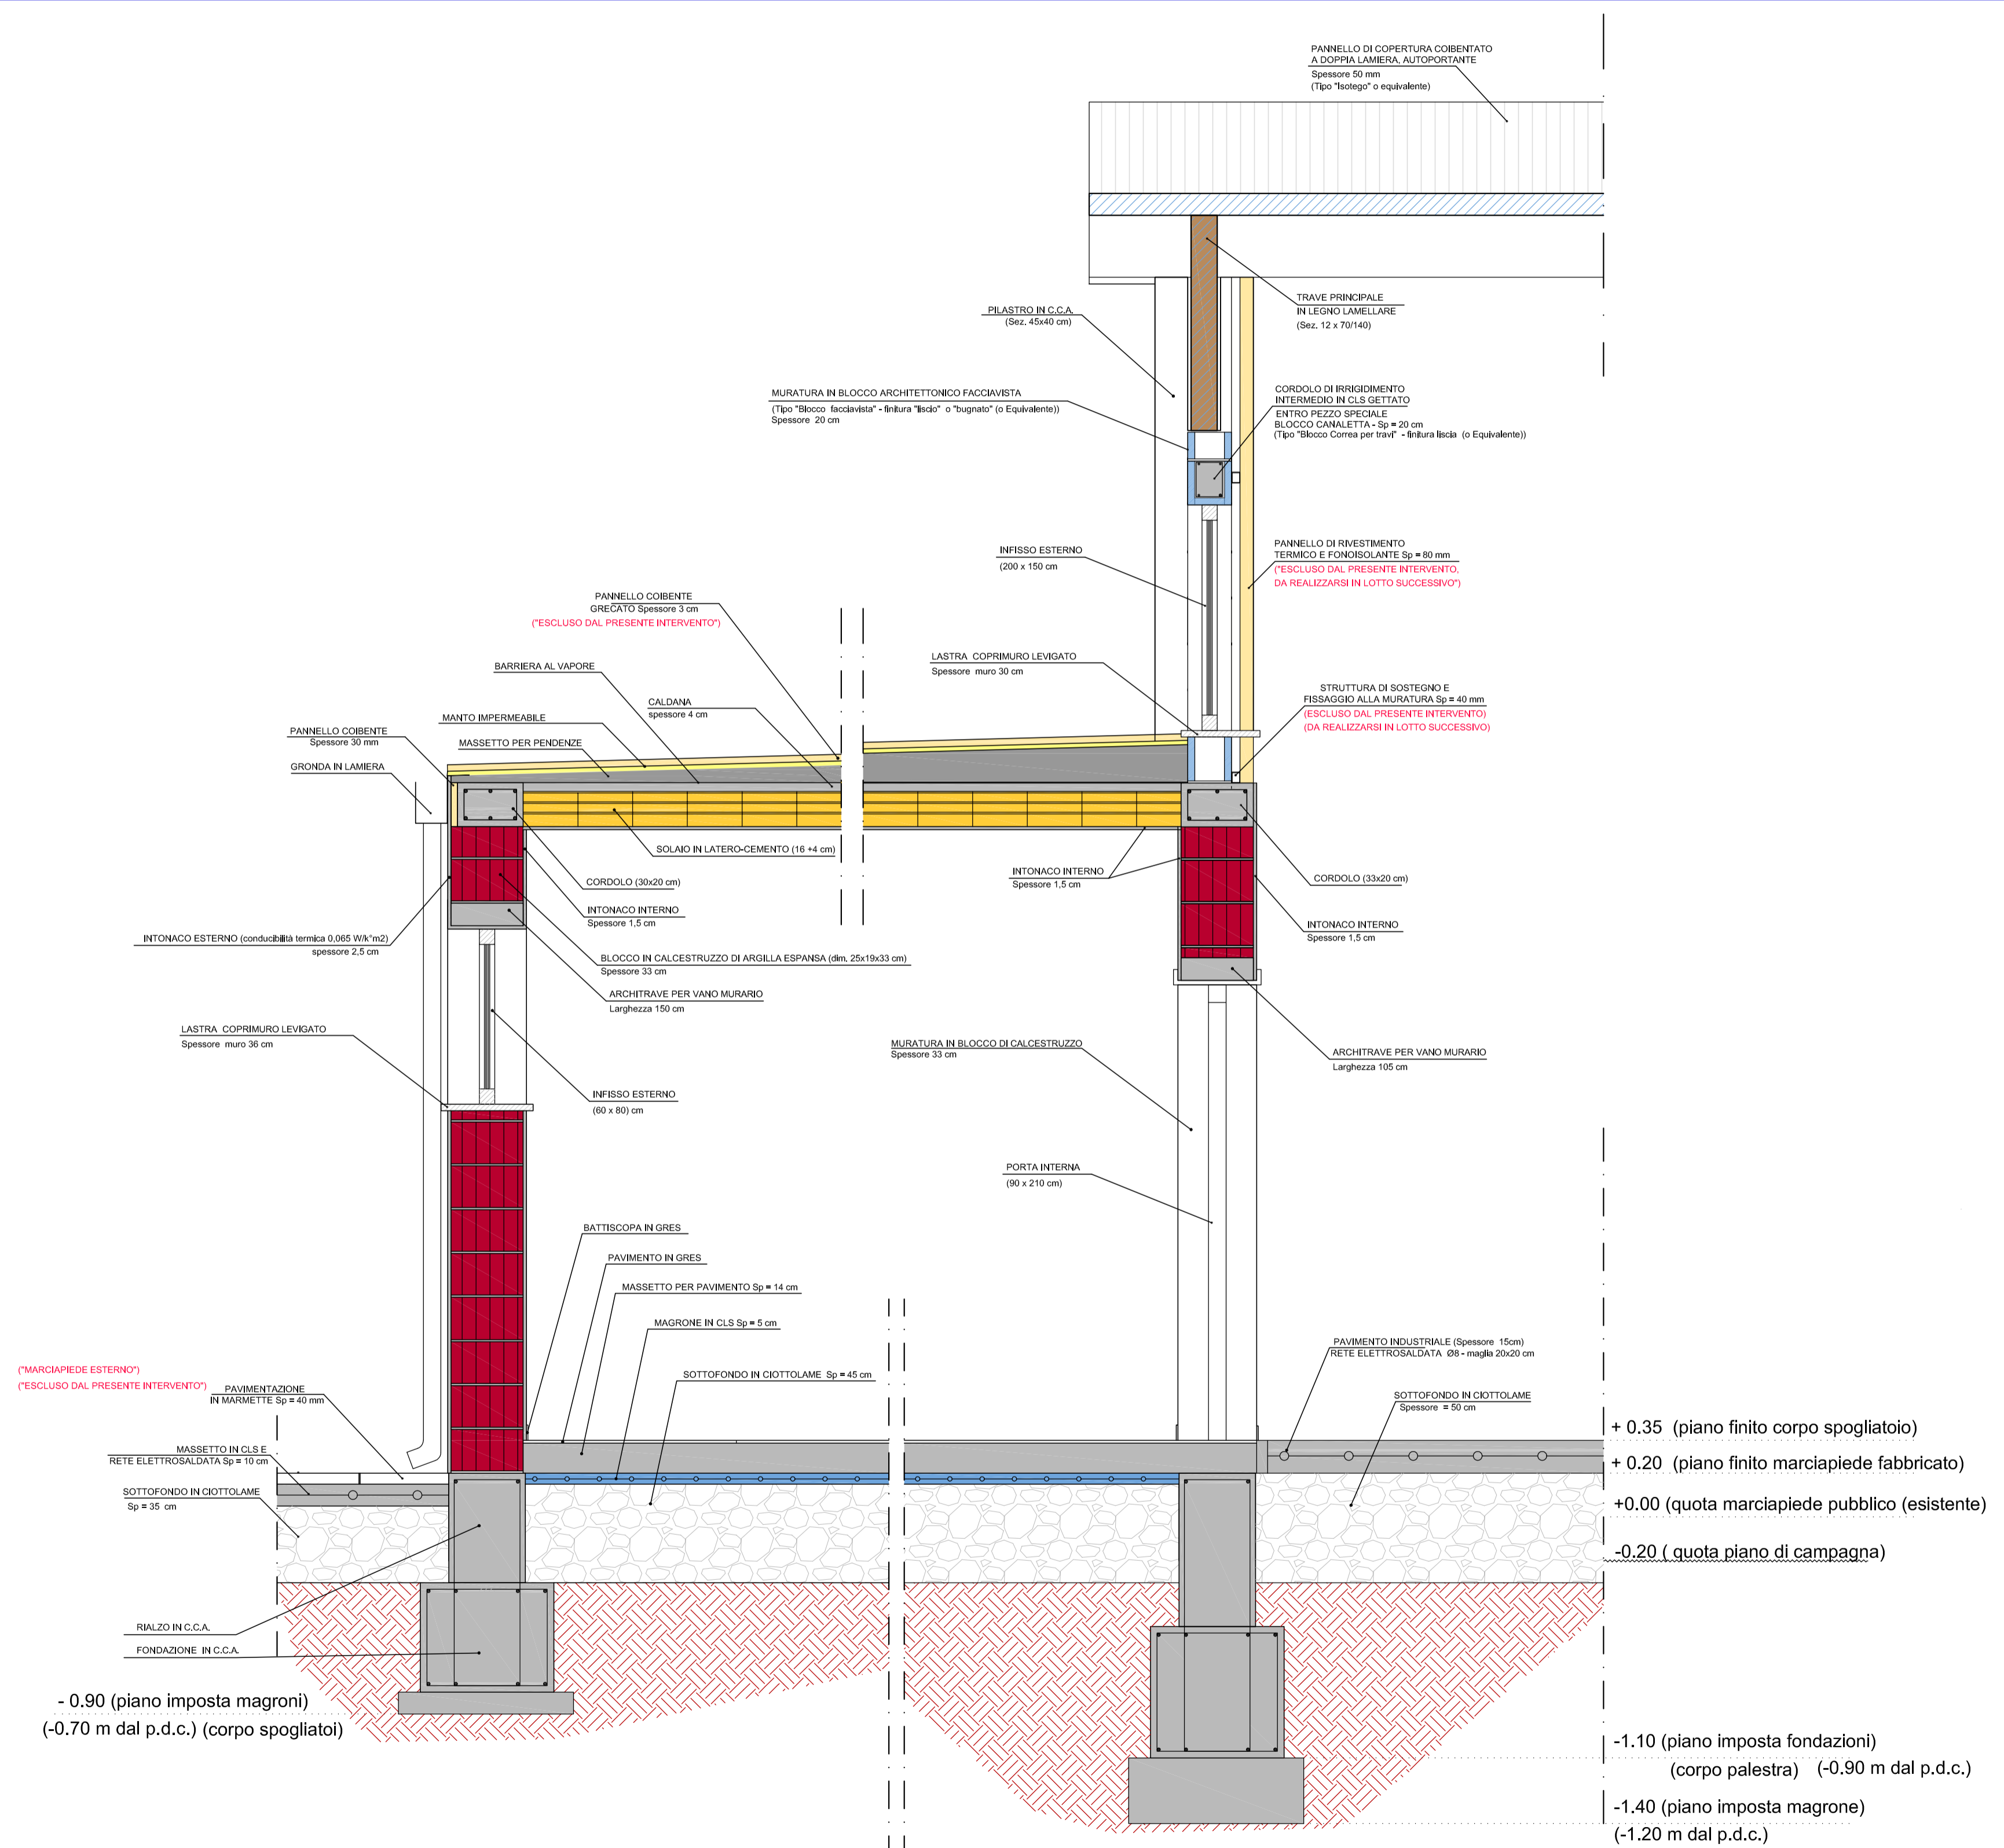 PANNELLO DI COPERTURA COIBENTATO
A DOPPIA LAMIERA, AUTOPORTANTE
Spessore 50 mm
(Tipo "Isotego" o equivalente)
TRAVE PRINCIPALE
IN LEGNO LAMELLARE
(Sez. 12 x 70/140)
PILASTRO IN C.C.A.
(Sez. 45x40 cm)
MURATURA IN BLOCCO ARCHITETTONICO FACCIAVISTA
(Tipo "Blocco facciavista" - finitura "liscio" o "bugnato" (o Equivalente))
Spessore 20 cm
CORDOLO DI IRRIGIDIMENTO
INTERMEDIO IN CLS GETTATO
ENTRO PEZZO SPECIALE
BLOCCO CANALETTA - Sp = 20 cm
(Tipo "Blocco Correa per travi" - finitura liscia (o Equivalente))
INFISSO ESTERNO
(200 x 150 cm
PANNELLO DI RIVESTIMENTO
TERMICO E FONOISOLANTE Sp = 80 mm
("ESCLUSO DAL PRESENTE INTERVENTO,
DA REALIZZARSI IN LOTTO SUCCESSIVO")
PANNELLO COIBENTE
GRECATO Spessore 3 cm
("ESCLUSO DAL PRESENTE INTERVENTO")
BARRIERA AL VAPORE
LASTRA COPRIMURO LEVIGATO
Spessore muro 30 cm
STRUTTURA DI SOSTEGNO E
FISSAGGIO ALLA MURATURA Sp = 40 mm
(ESCLUSO DAL PRESENTE INTERVENTO)
(DA REALIZZARSI IN LOTTO SUCCESSIVO)
CALDANA
spessore 4 cm
MANTO IMPERMEABILE
PANNELLO COIBENTE
Spessore 30 mm
MASSETTO PER PENDENZE
GRONDA IN LAMIERA
SOLAIO IN LATERO-CEMENTO (16 +4 cm)
CORDOLO (30x20 cm)
INTONACO INTERNO
Spessore 1,5 cm
CORDOLO (33x20 cm)
INTONACO INTERNO
Spessore 1,5 cm
INTONACO INTERNO
Spessore 1,5 cm
INTONACO ESTERNO (conducibilità termica 0,065 W/k°m2)
spessore 2,5 cm
BLOCCO IN CALCESTRUZZO DI ARGILLA ESPANSA (dim. 25x19x33 cm)
Spessore 33 cm
ARCHITRAVE PER VANO MURARIO
Larghezza 150 cm
LASTRA COPRIMURO LEVIGATO
Spessore muro 36 cm
MURATURA IN BLOCCO DI CALCESTRUZZO
Spessore 33 cm
ARCHITRAVE PER VANO MURARIO
Larghezza 105 cm
INFISSO ESTERNO
(60 x 80) cm
PORTA INTERNA
(90 x 210 cm)
BATTISCOPA IN GRES
PAVIMENTO IN GRES
MASSETTO PER PAVIMENTO Sp = 14 cm
MAGRONE IN CLS Sp = 5 cm
SOTTOFONDO IN CIOTTOLAME Sp = 45 cm
PAVIMENTO INDUSTRIALE (Spessore 15cm)
RETE ELETTROSALDATA Ø8 - maglia 20x20 cm
SOTTOFONDO IN CIOTTOLAME
Spessore = 50 cm
("MARCIAPIEDE ESTERNO")
("ESCLUSO DAL PRESENTE INTERVENTO")
PAVIMENTAZIONE
IN MARMETTE Sp = 40 mm
MASSETTO IN CLS E
RETE ELETTROSALDATA Sp = 10 cm
SOTTOFONDO IN CIOTTOLAME
Sp = 35 cm
+ 0.35 (piano finito corpo spogliatoio)
+ 0.20 (piano finito marciapiede fabbricato)
+0.00 (quota marciapiede pubblico (esistente)
-0.20 ( quota piano di campagna)
RIALZO IN C.C.A.
FONDAZIONE IN C.C.A.
- 0.90 (piano imposta magroni)
(-0.70 m dal p.d.c.) (corpo spogliatoi)
-1.10 (piano imposta fondazioni)
(corpo palestra) (-0.90 m dal p.d.c.)
-1.40 (piano imposta magrone)
(-1.20 m dal p.d.c.)